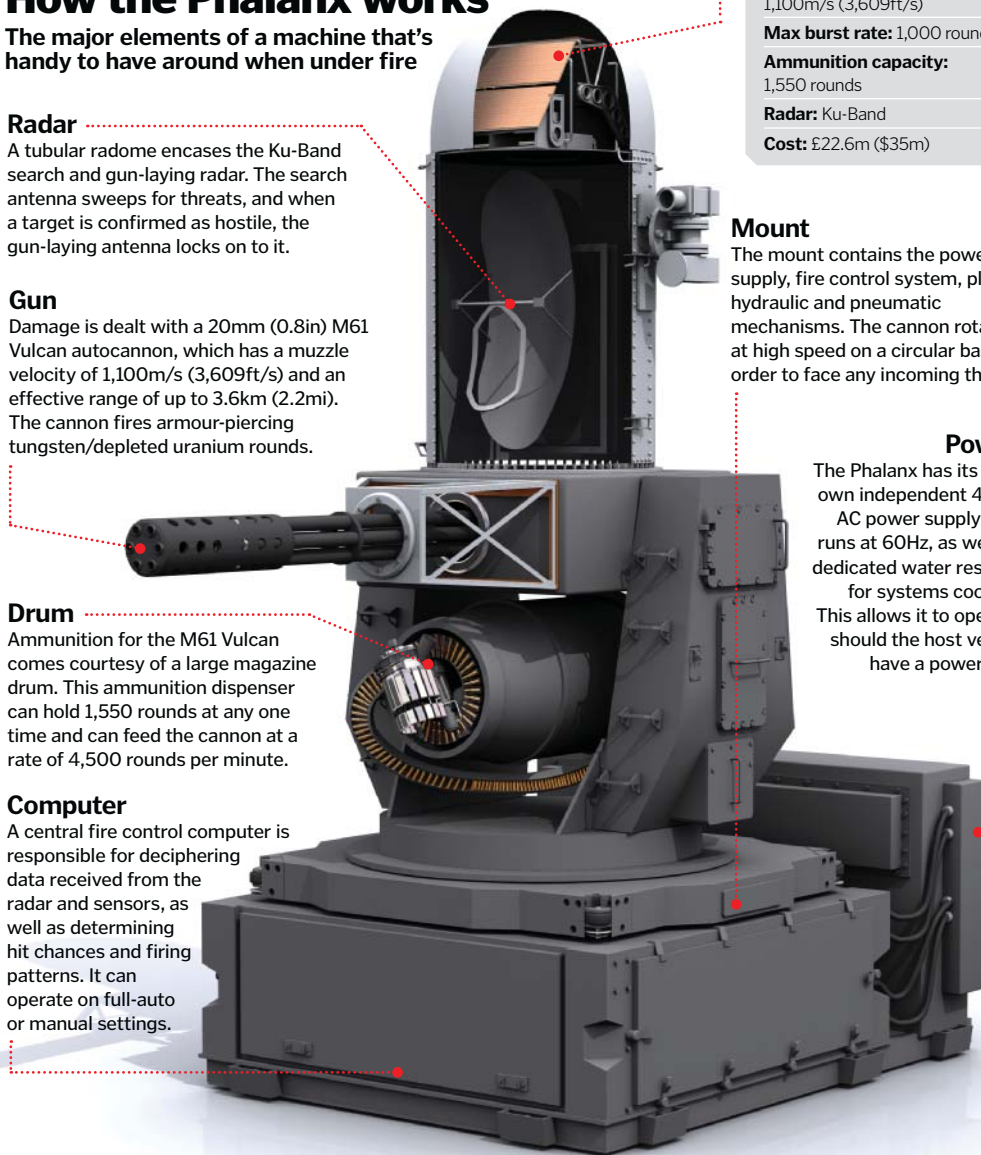 How the Phalanx works
The major elements of a machine that's
handy to have around when under fire
Radar
A tubular radome encases the Ku-Band
search and gun-laying radar. The search
antenna sweeps for threats, and when
a target is confirmed as hostile, the
gun-laying antenna locks on to it.
Gun
Damage is dealt with a 20mm (0.8in) M61
Vulcan autocannon, which has a muzzle
velocity of 1,100m/s (3,609ft/s) and an
effective range of up to 3.6km (2.2mi).
The cannon fires armour-piercing
tungsten/depleted uranium rounds.
Drum
Ammunition for the M61 Vulcan
comes courtesy of a large magazine
drum. This ammunition dispenser
can hold 1,550 rounds at any one
time and can feed the cannon at a
rate of 4,500 rounds per minute.
Computer
A central fire control computer is
responsible for deciphering
data received from the
radar and sensors, as
well as determining
hit chances and firing
patterns. It can
operate on full-auto
or manual settings.
1,100m/s (3,609ft/s)
Max burst rate: 1,000
Ammunition capacity:
1,550 rounds
Radar: Ku-Band
Cost: £22.6m ($35m)
Mount
The mount contains the
supply, fire control system,
hydraulic and pneumatic
mechanisms. The cannon
at high speed on a circular
order to face any incoming
The Phalanx has its
own independent
AC power supply
runs at 60Hz, as
dedicated water
for systems
This allows it to
should the host
have a power